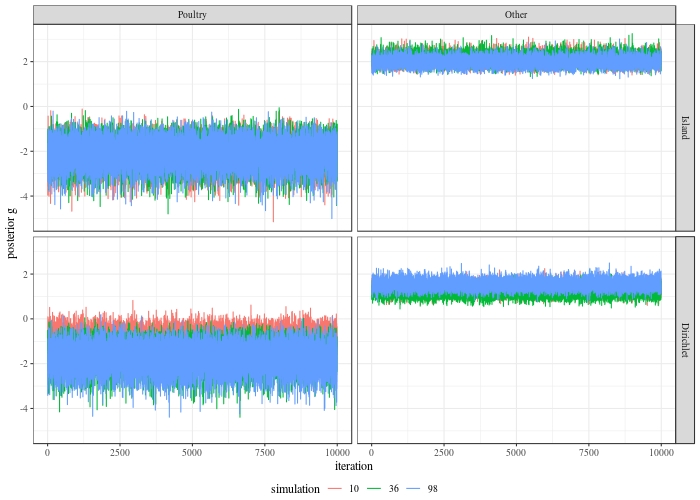 Poultry Other
2
0
-2
-4
Island
posterior g
2
0
-2
-4
Dirichlet
0 2500 5000 7500 10000 0 2500 5000 7500 10000
iteration
simulation 10 36 98